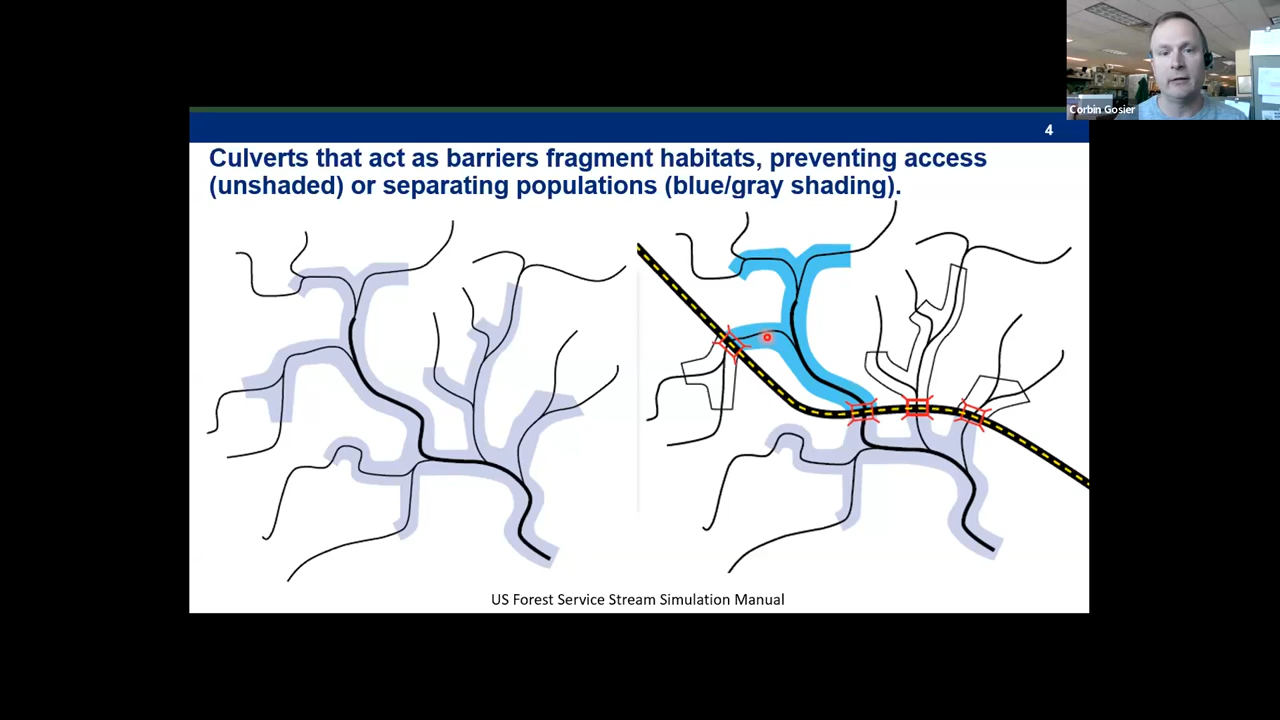 Corbin Gosier
4
Culverts that act as barriers fragment habitats, preventing access
(unshaded) or separating populations (blue/gray shading).
US Forest Service Stream Simulation Manual